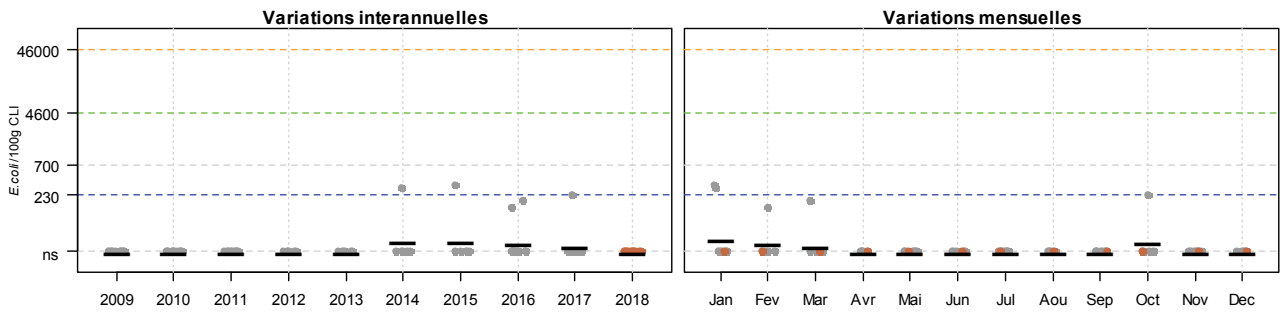 Variations interannuelles
Variations mensuelles
E.coli/100g CLI
46000
4600
700
230
ns
2009 2010 2011 2012 2013 2014 2015 2016 2017 2018
Jan Fev Mar Avr Mai Jun Jul Aou Sep Oct Nov Dec